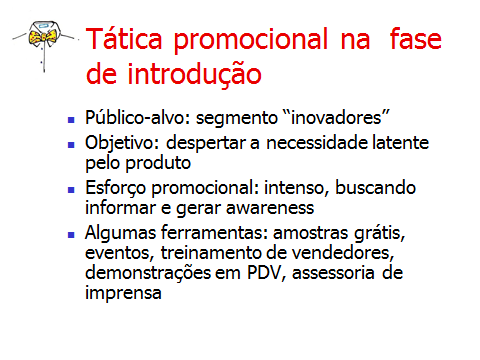 Tática promocional na fase
de introdução
Público-alvo: segmento “inovadores”
Objetivo: despertar a necessidade latente
pelo produto
Esforço promocional: intenso, buscando
informar e gerar awareness
Algumas ferramentas: amostras grátis,
eventos, treinamento de vendedores,
demonstrações em PDV, assessoria de
imprensa